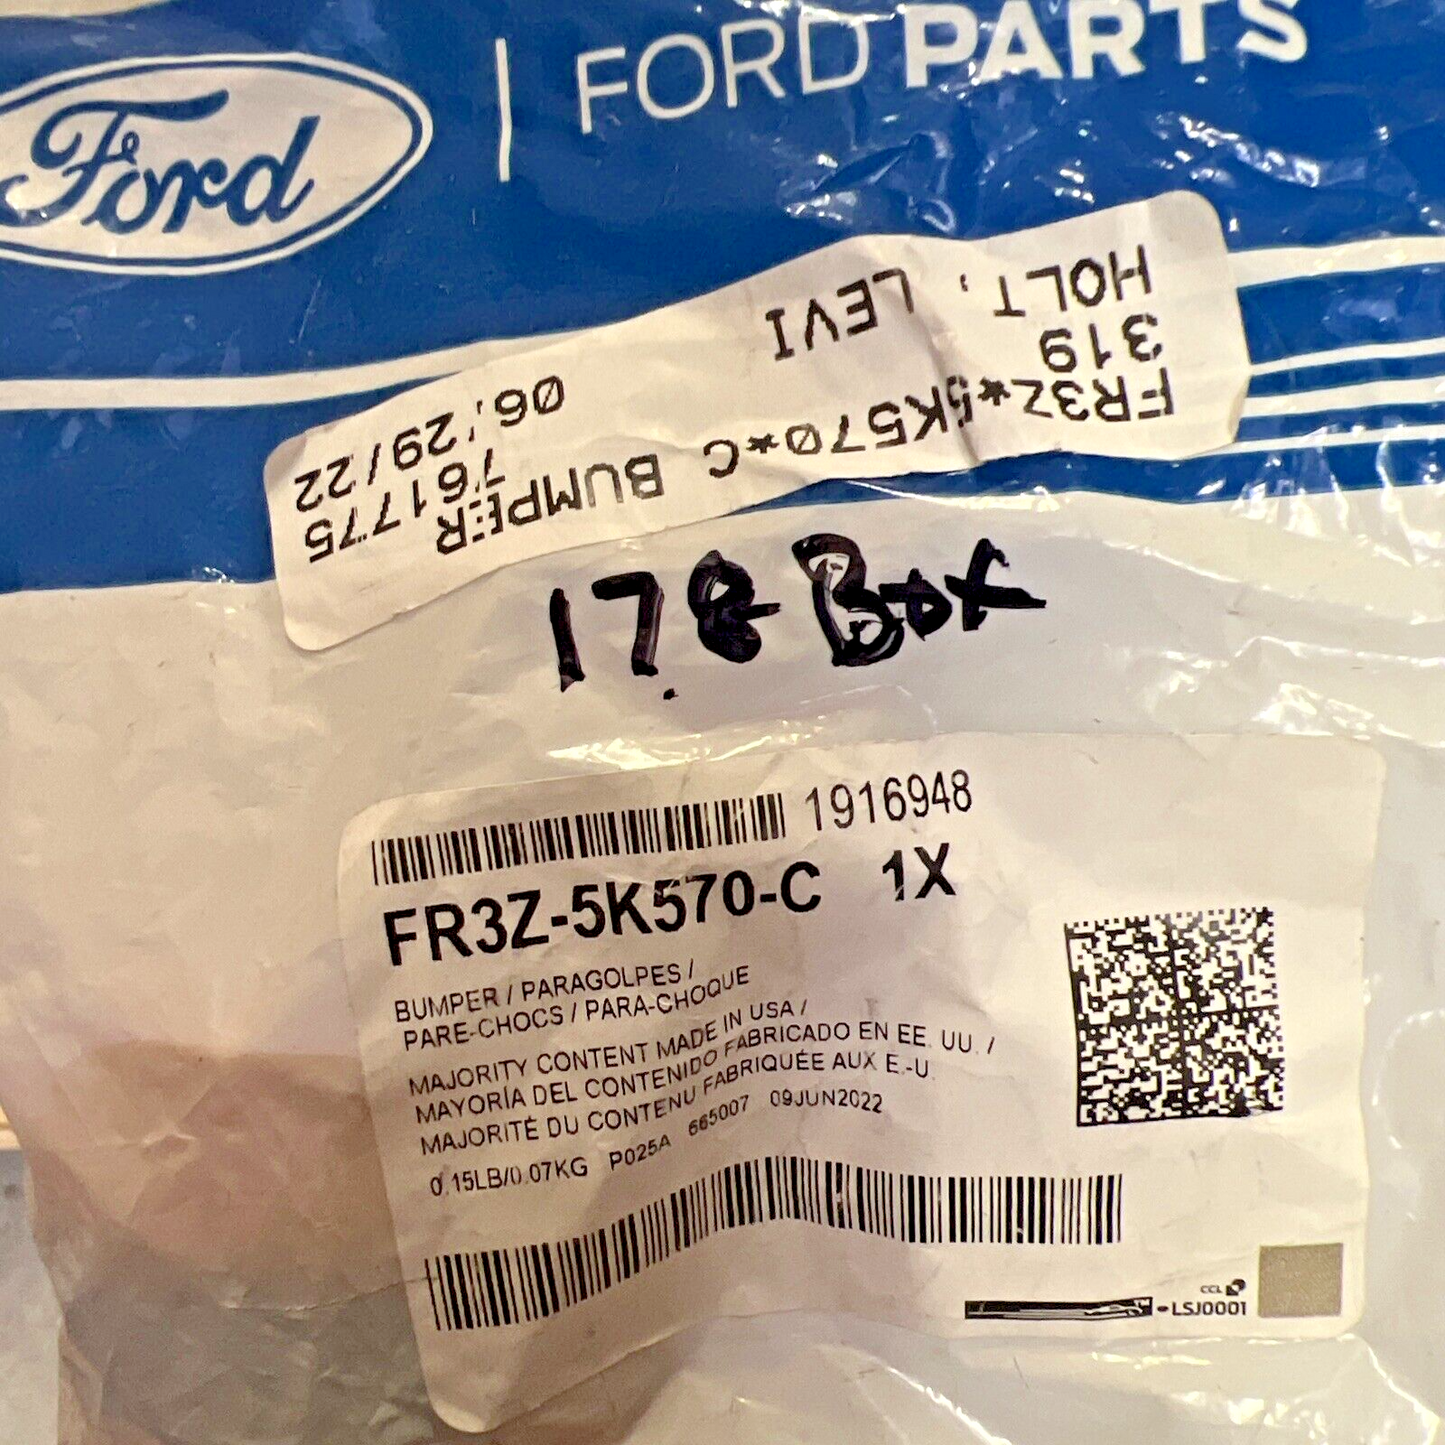 Ford
FORD PARTS
HOLT, LEVI
319
FR3Z*5K570*C BUMPER
BUMPER
761775
06/29/22
178 Box
1916948
FR3Z-5K570-C 1X
BUMPER / PARAGOLPES /
PARE-CHOCS / PARA-CHOQUE
MAJORITY CONTENT MADE IN USA /
MAYORÍA DEL CONTENIDO FABRICADO EN EE. UU. /
MAJORITÉ DU CONTENU FABRIQUÉE AUX E.-U.
0.15LB/0.07KG P025A 665007 09JUN2022
CCL
-LSJ0001